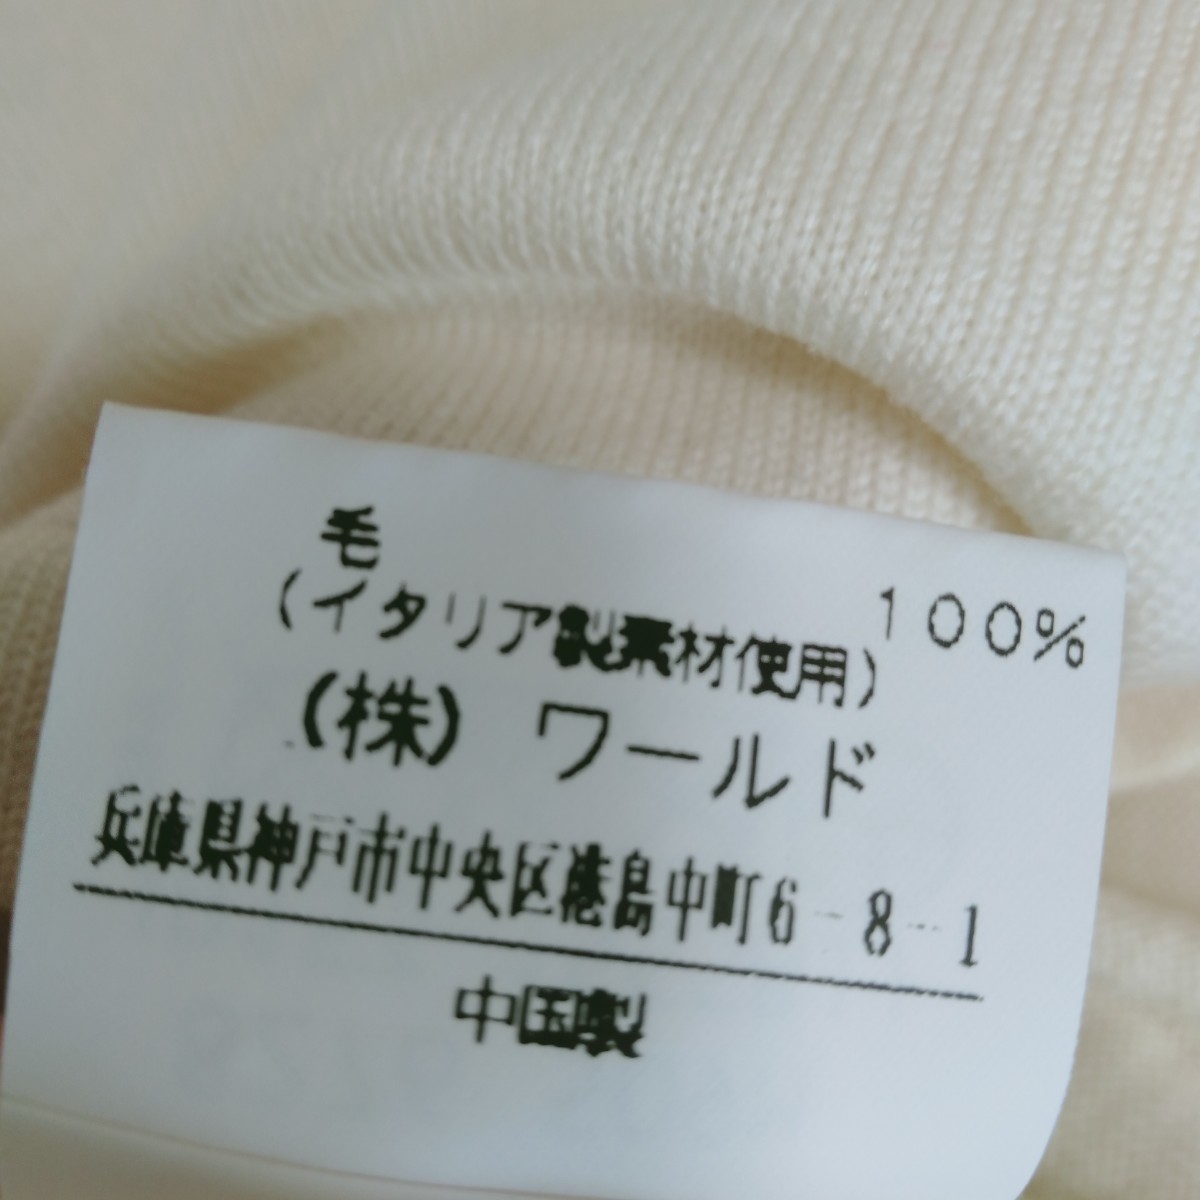 毛 100%
(イタリア製素材使用)
(株) ワールド
兵庫県神戸市中央区港島中町6-8-1
中国製